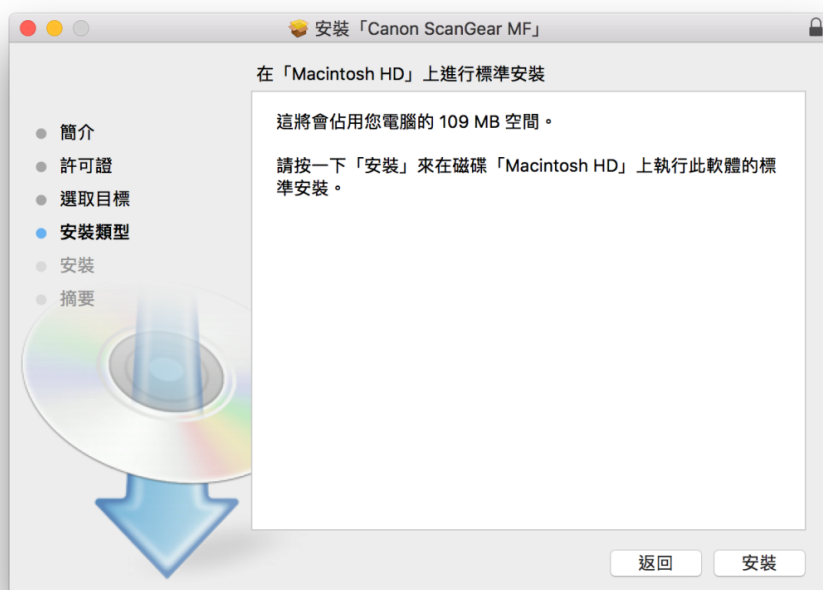 安裝「Canon ScanGear MF」
在「Macintosh HD」上進行標準安裝
簡介
許可證
選取目標
安裝類型
安裝
摘要
這將會佔用您電腦的 109 MB 空間。
請按一下「安裝」來在磁碟「Macintosh HD」上執行此軟體的標
準安裝。
返回
安裝